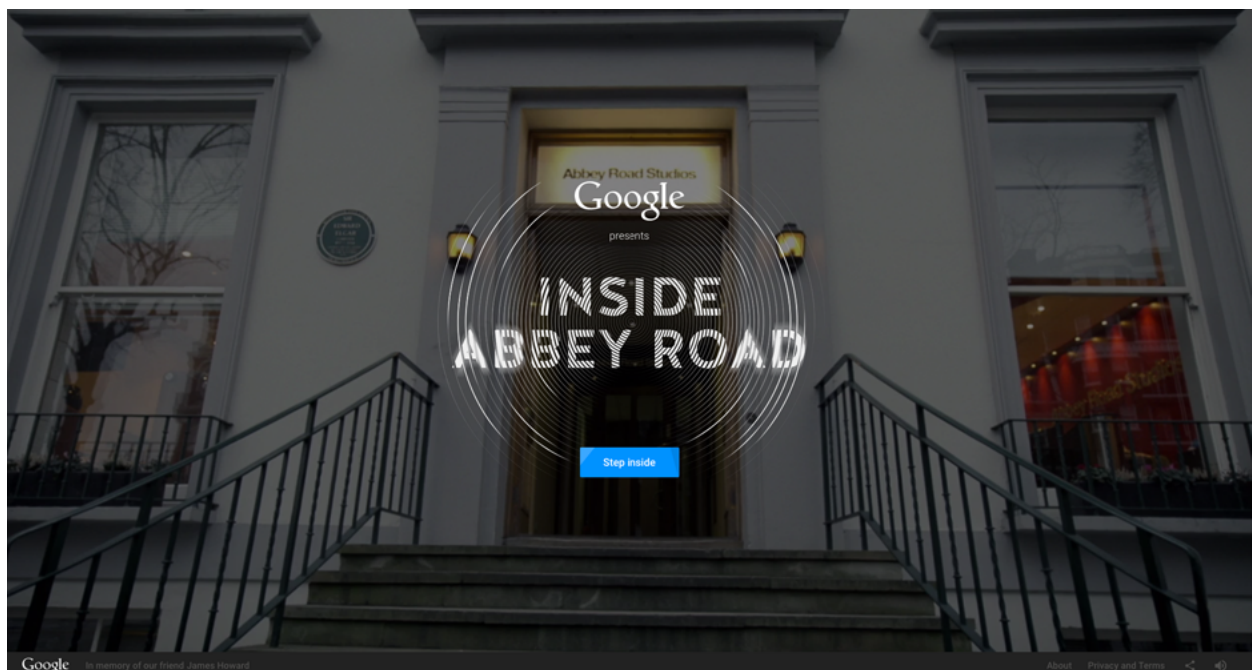 Abbey Road Studios
Google
presents
INSIDE
ABBEY ROAD
Step inside
Google In memory of our friend James Howard
About Privacy and Terms